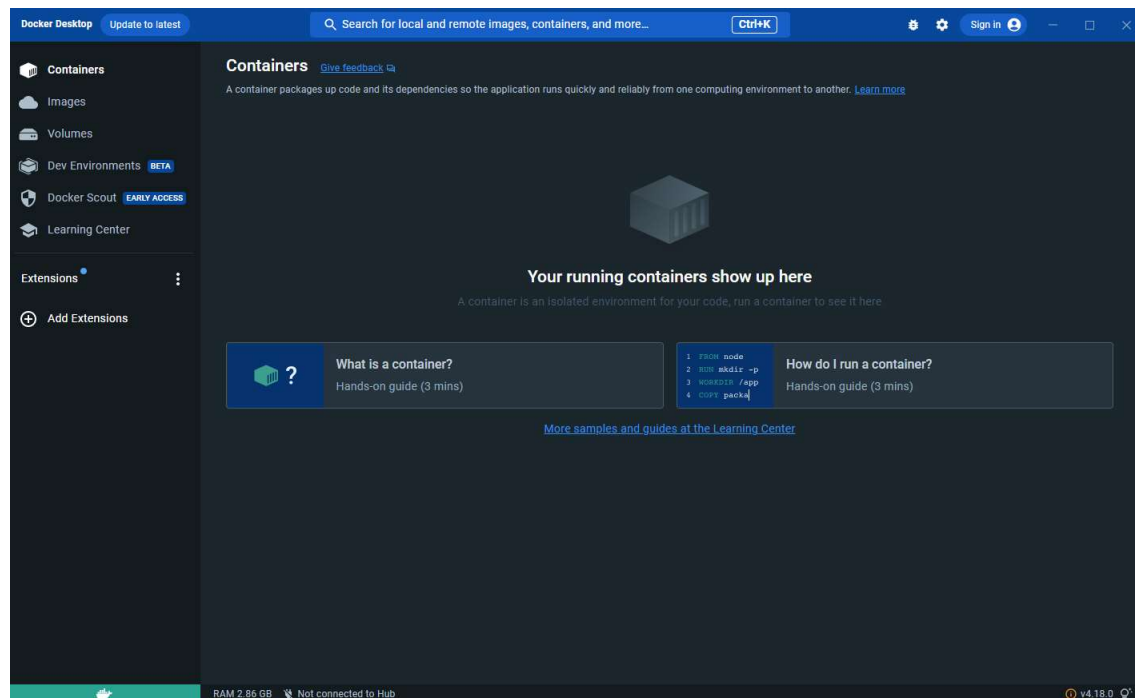 Docker Desktop Update to latest Search for local and remote images, containers, and more... Ctrl+K Sign in
Containers
Images
Volumes
Dev Environments BETA
Docker Scout EARLY ACCESS
Learning Center
Extensions
Add Extensions
Containers Give feedback
A container packages up code and its dependencies so the application runs quickly and reliably from one computing environment to another. Learn more
Your running containers show up here
A container is an isolated environment for your code, run a container to see it here
?
What is a container?
Hands-on guide (3 mins)
1 FROM node
2 RUN mkdir -p
3 WORKDIR /app
4 COPY packa
How do I run a container?
Hands-on guide (3 mins)
More samples and guides at the Learning Center
RAM 2.86 GB Not connected to Hub v4.18.0